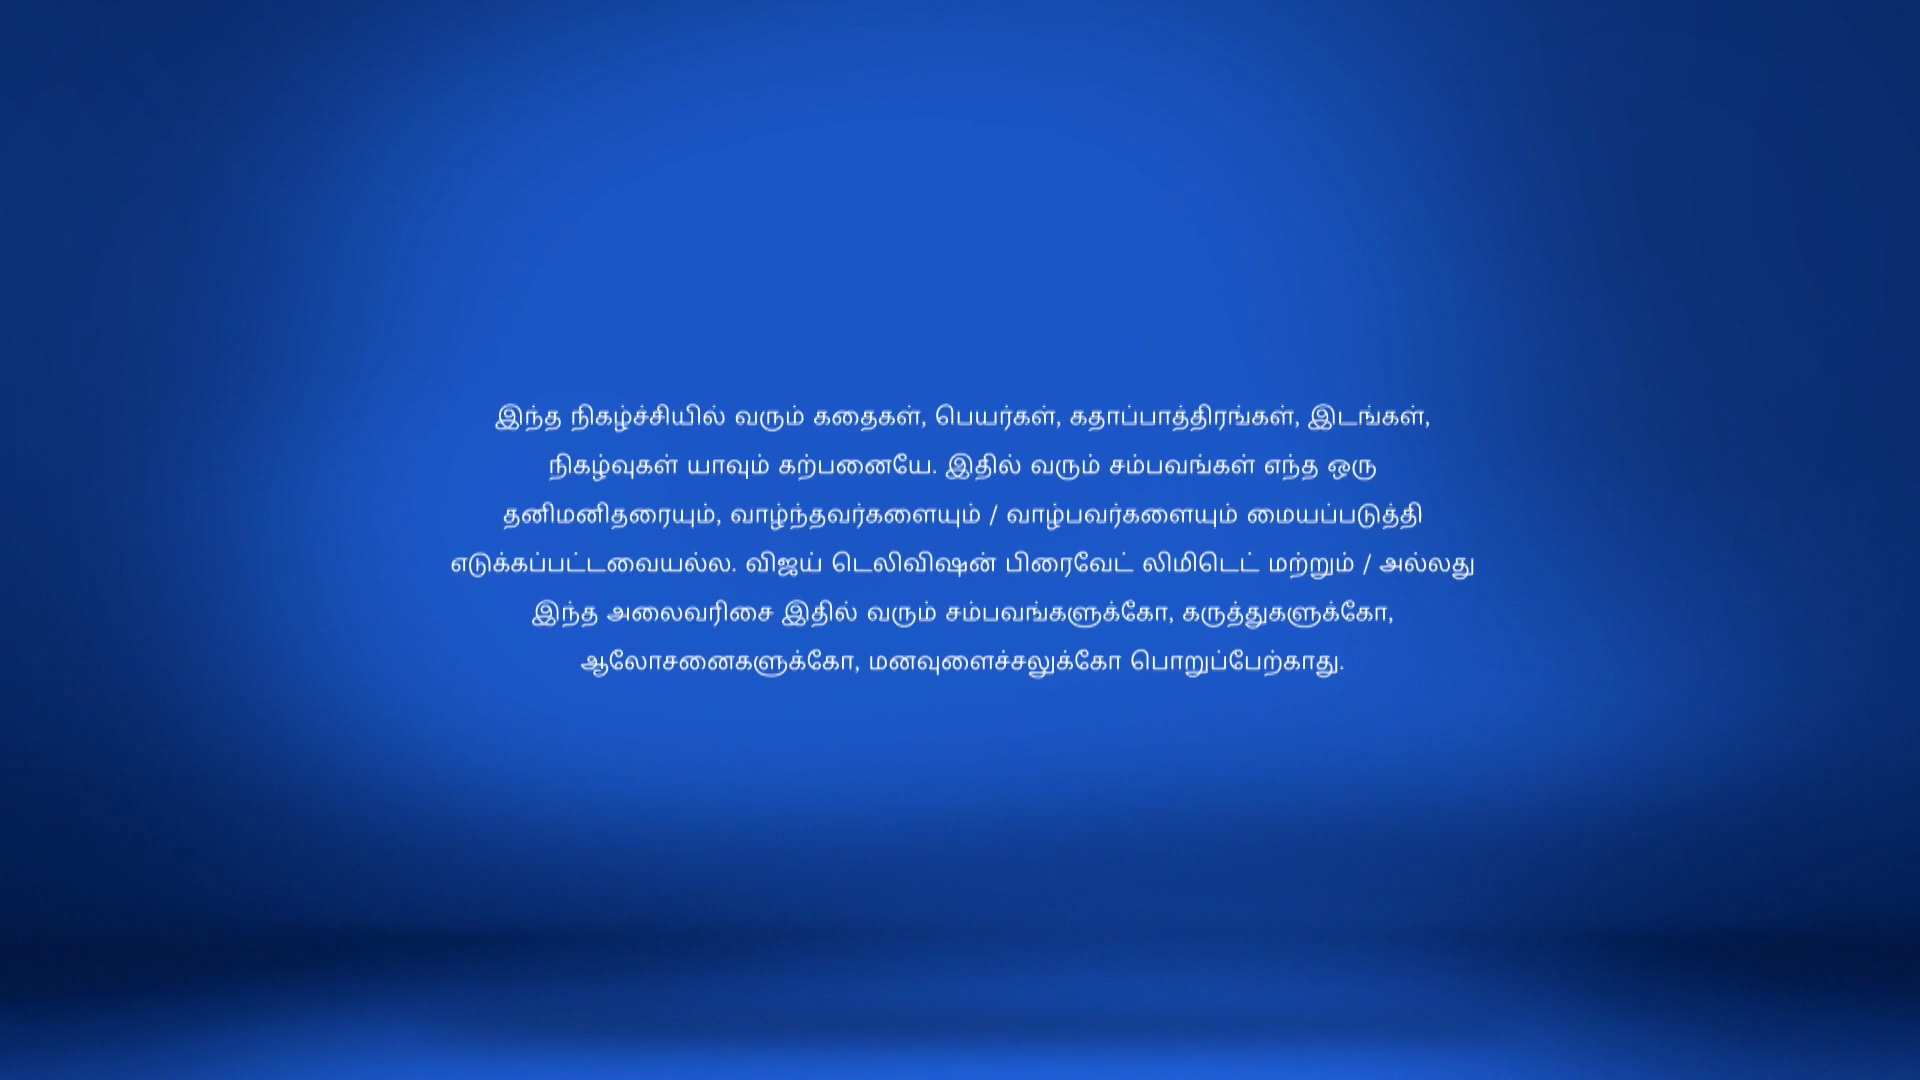 இந்த நிகழ்ச்சியில் வரும் கதைகள், பெயர்கள், கதாப்பாத்திரங்கள், இடங்கள்,
நிகழ்வுகள் யாவும் கற்பனையே. இதில் வரும் சம்பவங்கள் எந்த ஒரு
தனிமனிதரையும், வாழ்ந்தவர்களையும் / வாழ்பவர்களையும் மையப்படுத்தி
எடுக்கப்பட்டவையல்ல. விஜய் டெலிவிஷன் பிரைவேட் லிமிடெட் மற்றும் / அல்லது
இந்த அலைவரிசை இதில் வரும் சம்பவங்களுக்கோ, கருத்துகளுக்கோ,
ஆலோசனைகளுக்கோ, மனவுளைச்சலுக்கோ பொறுப்பேற்காது.